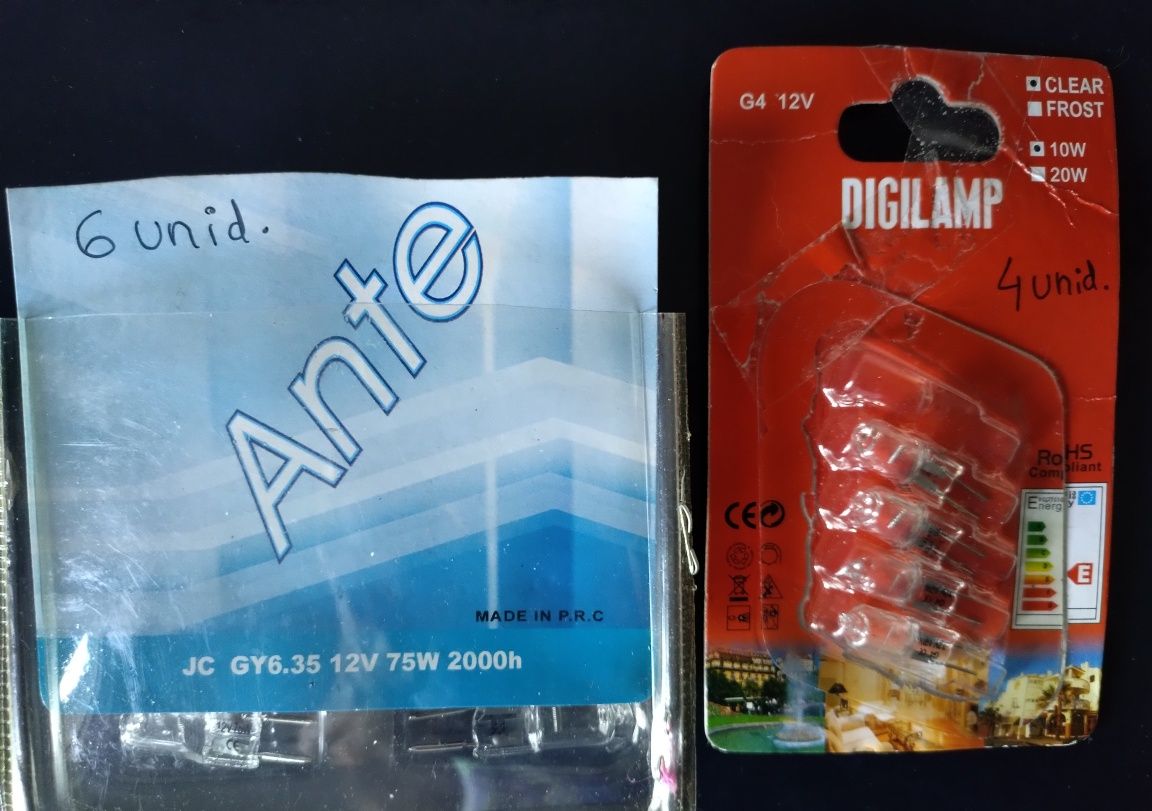 6 unid.
Ante
MADE IN P.R.C
JC GY6.35 12V 75W 2000h
G4 12V
CLEAR
FROST
10W
20W
DIGILAMP
4 unid.
RoHS
Compliant
CE
Energy
E